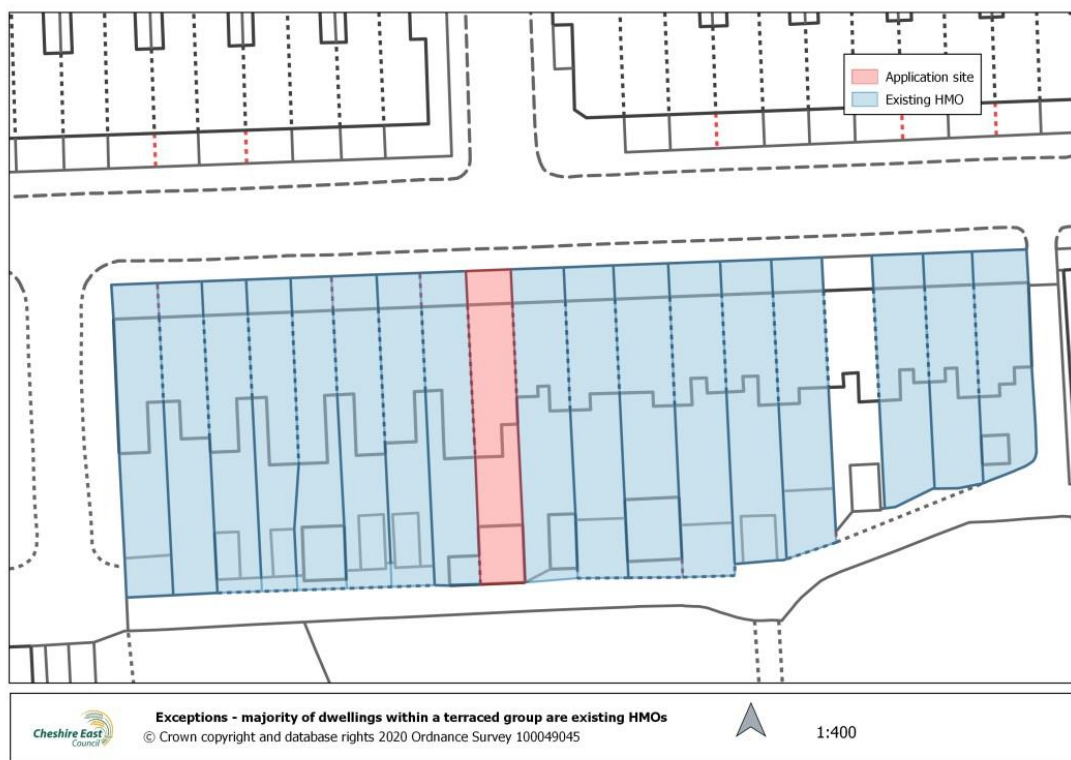 Application site
Existing HMO
Cheshire East
Council
Exceptions - majority of dwellings within a terraced group are existing HMOs
© Crown copyright and database rights 2020 Ordnance Survey 100049045
1:400